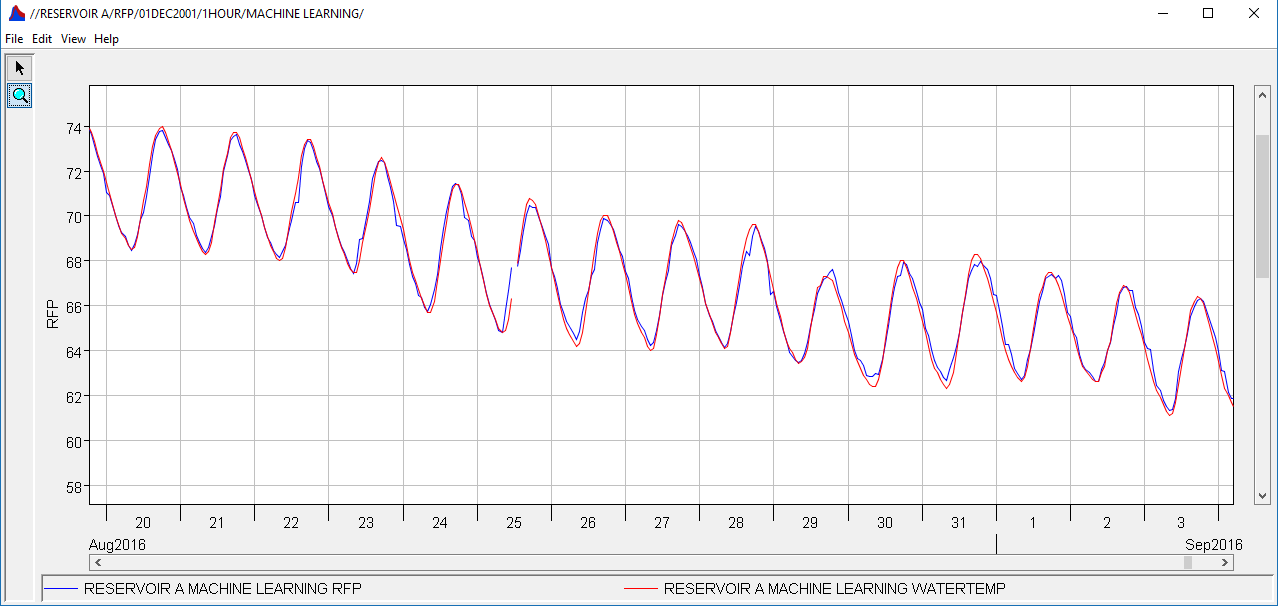 //RESERVOIR A/RFP/01DEC2001/1HOUR/MACHINE LEARNING/
File Edit View Help
74
72
70
68
66
64
62
60
58
RFP
20 21 22 23 24 25 26 27 28 29 30 31 1 2 3
Aug2016 Sep2016
RESERVOIR A MACHINE LEARNING RFP RESERVOIR A MACHINE LEARNING WATERTEMP